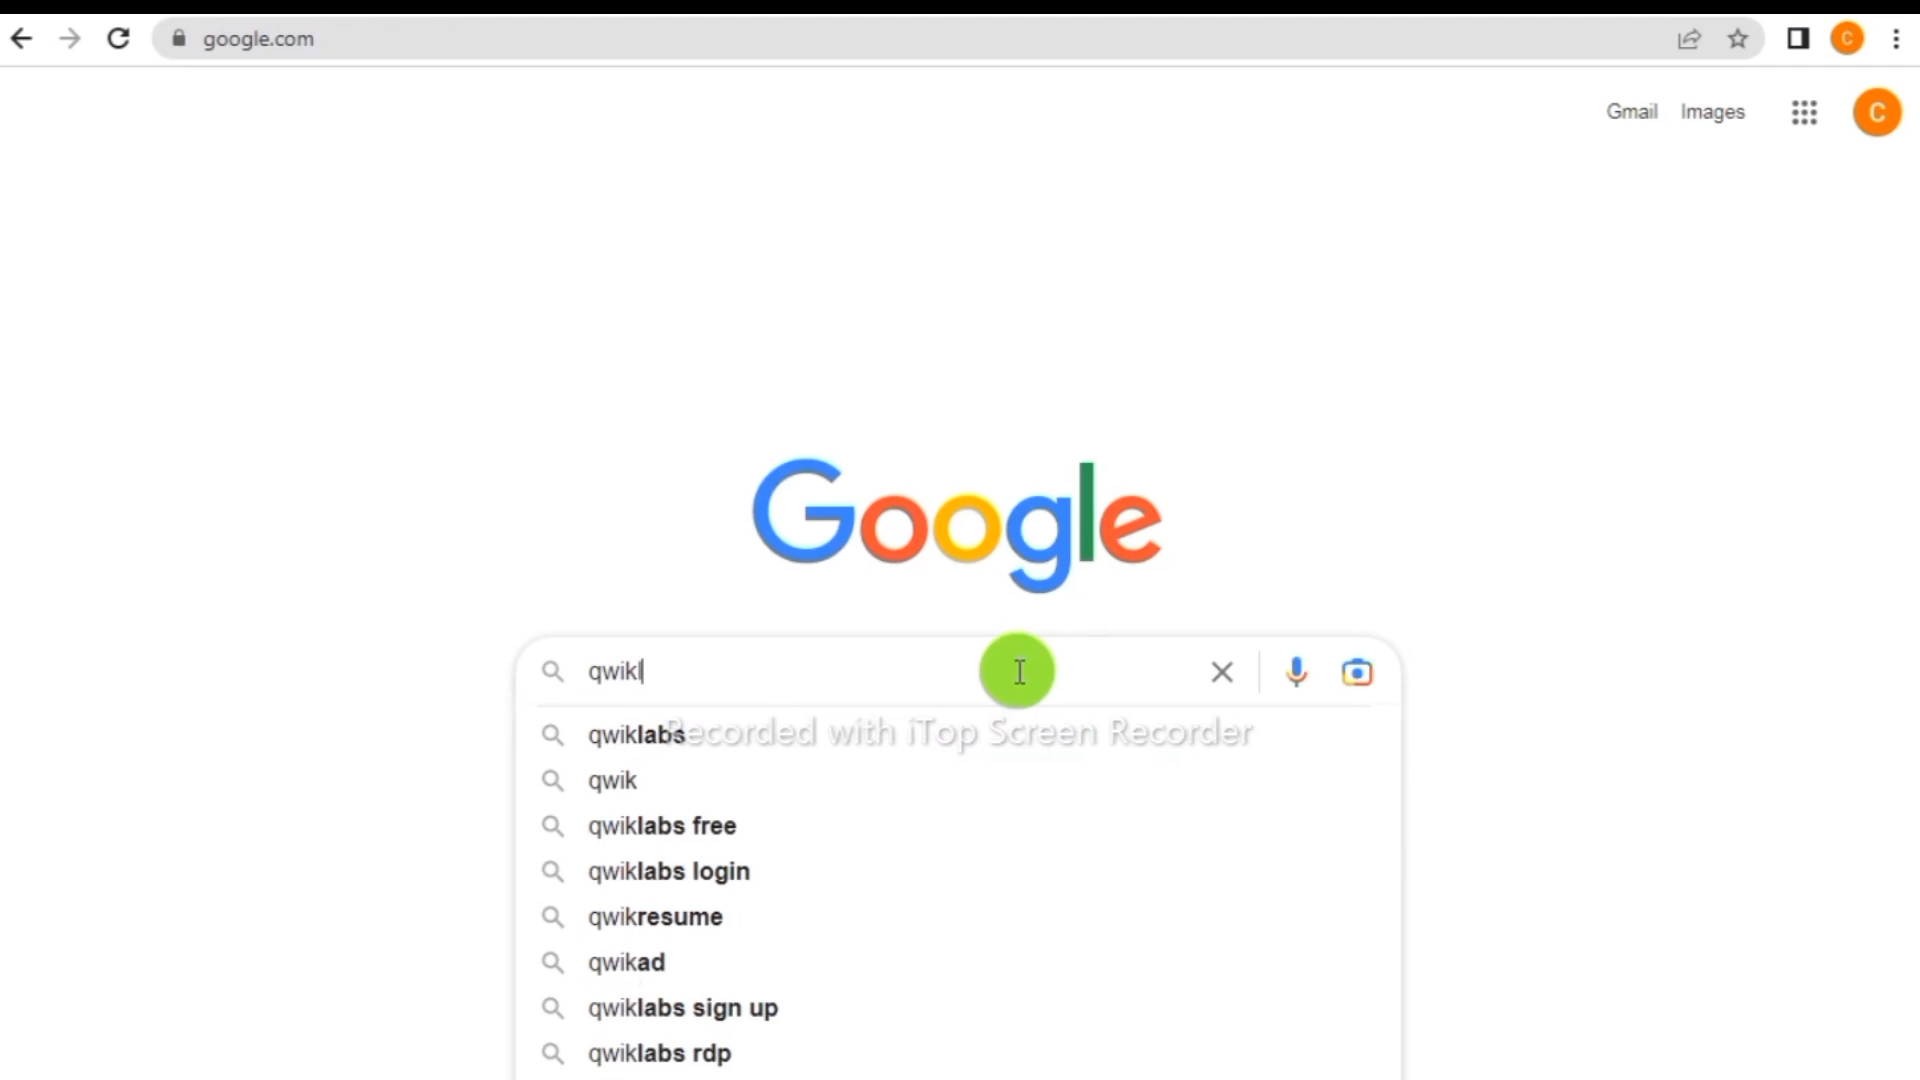 google.com
C
Gmail Images
C
Google
qwikl
qwiklabs
Recorded with iTop Screen Recorder
qwik
qwiklabs free
qwiklabs login
qwikresume
qwikad
qwiklabs sign up
qwiklabs rdp